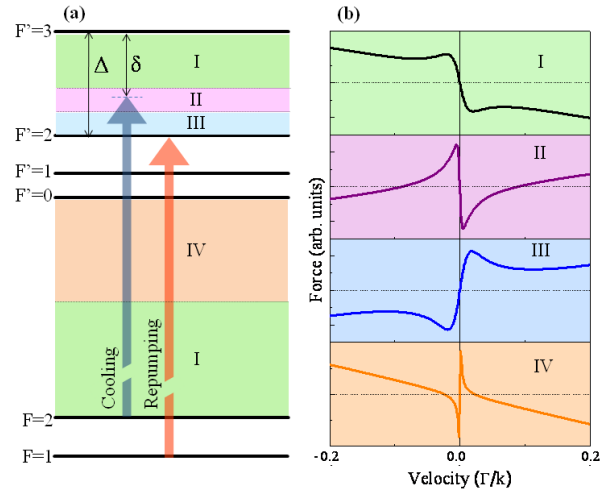 (a)
F'=3
I
Δ
δ
II
III
F'=2
F'=1
F'=0
IV
I
Cooling
Repumping
F=2
F=1
(b)
I
II
III
IV
Force (arb. units)
-0.2
0.0
0.2
Velocity (Γ/k)